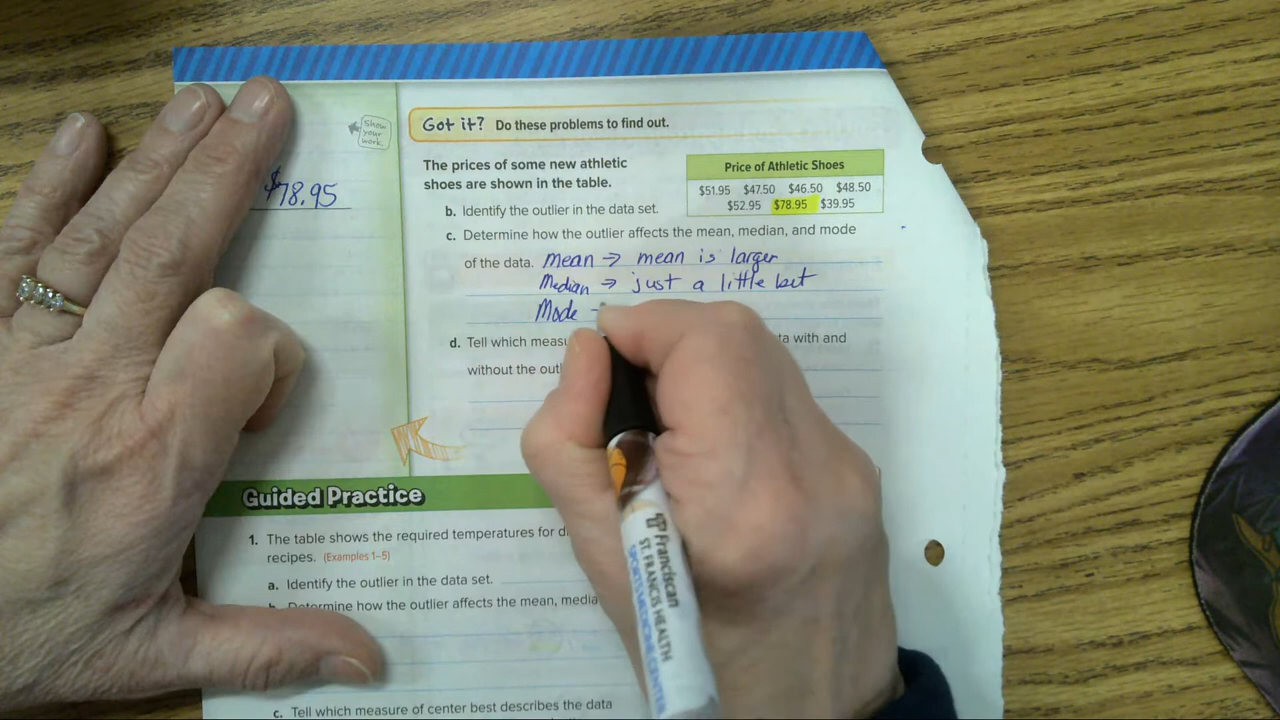 Show
your
work.
$78.95
Got it? Do these problems to find out.
The prices of some new athletic
shoes are shown in the table.
Price of Athletic Shoes
$51.95 $47.50 $46.50 $48.50
$52.95 $78.95 $39.95
b. Identify the outlier in the data set.
c. Determine how the outlier affects the mean, median, and mode
of the data. mean → mean is larger
Median → just a little bit
Mode
d. Tell which ta with and
without the
Guided Practice
1. The table shows the required temperatures for
recipes. (Examples 1–5)
a. Identify the outlier in the data set.
how the outlier affects the mean,
c. Tell which measure of center best describes the data
Franciscan
ST. FRANCIS HEALTH
SPORTS MEDICINE CENTER